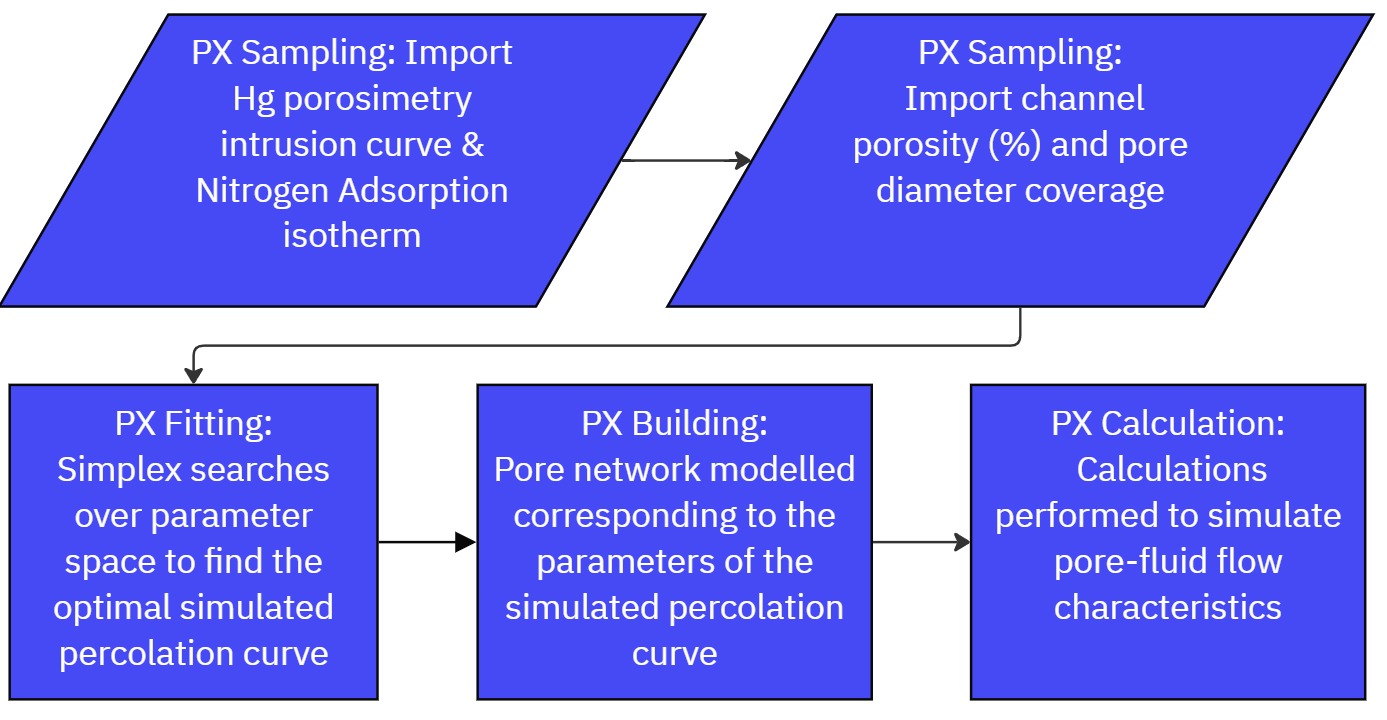 PX Sampling: Import
Hg porosimetry
intrusion curve &
Nitrogen Adsorption
isotherm
PX Sampling:
Import channel
porosity (%) and pore
diameter coverage
PX Fitting:
Simplex searches
over parameter
space to find the
optimal simulated
percolation curve
PX Building:
Pore network modelled
corresponding to the
parameters of the
simulated percolation
curve
PX Calculation:
Calculations
performed to simulate
pore-fluid flow
characteristics